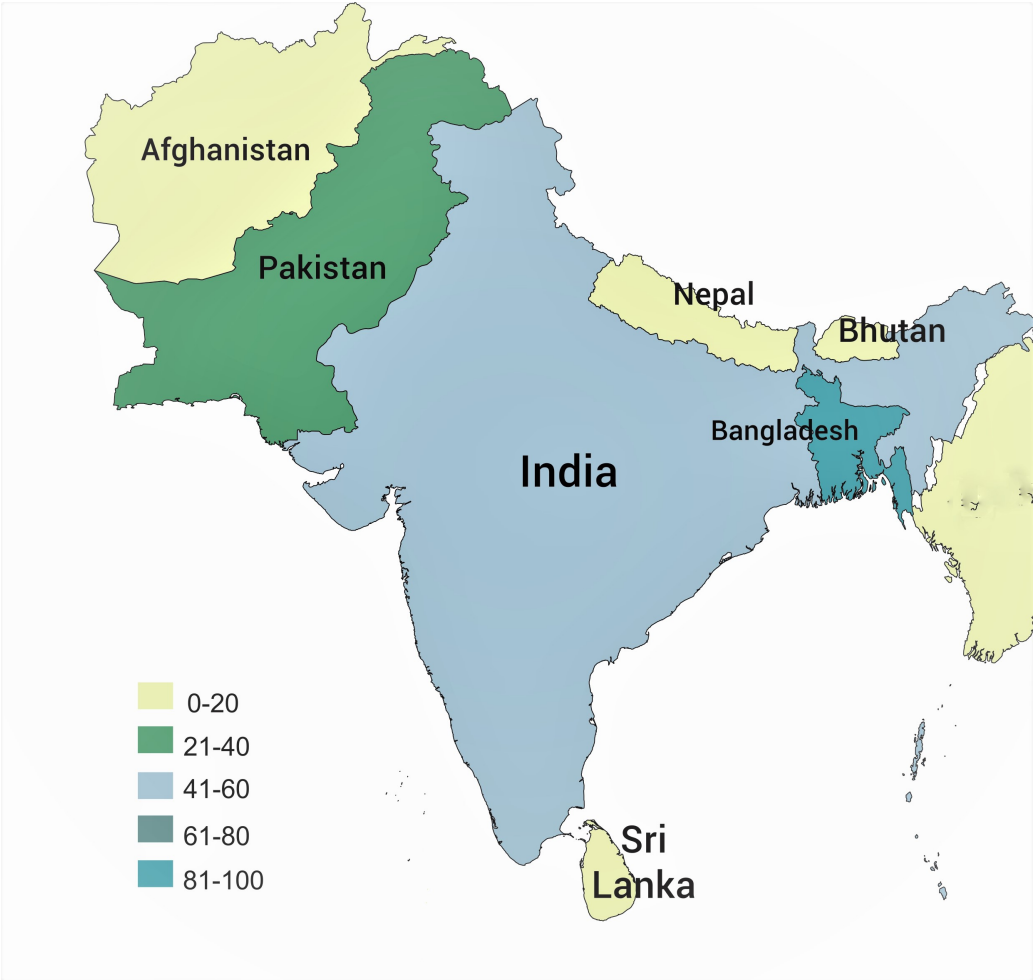 Afghanistan
Pakistan
Nepal
Bhutan
Bangladesh
India
0-20
21-40
41-60
61-80
81-100
Sri
Lanka